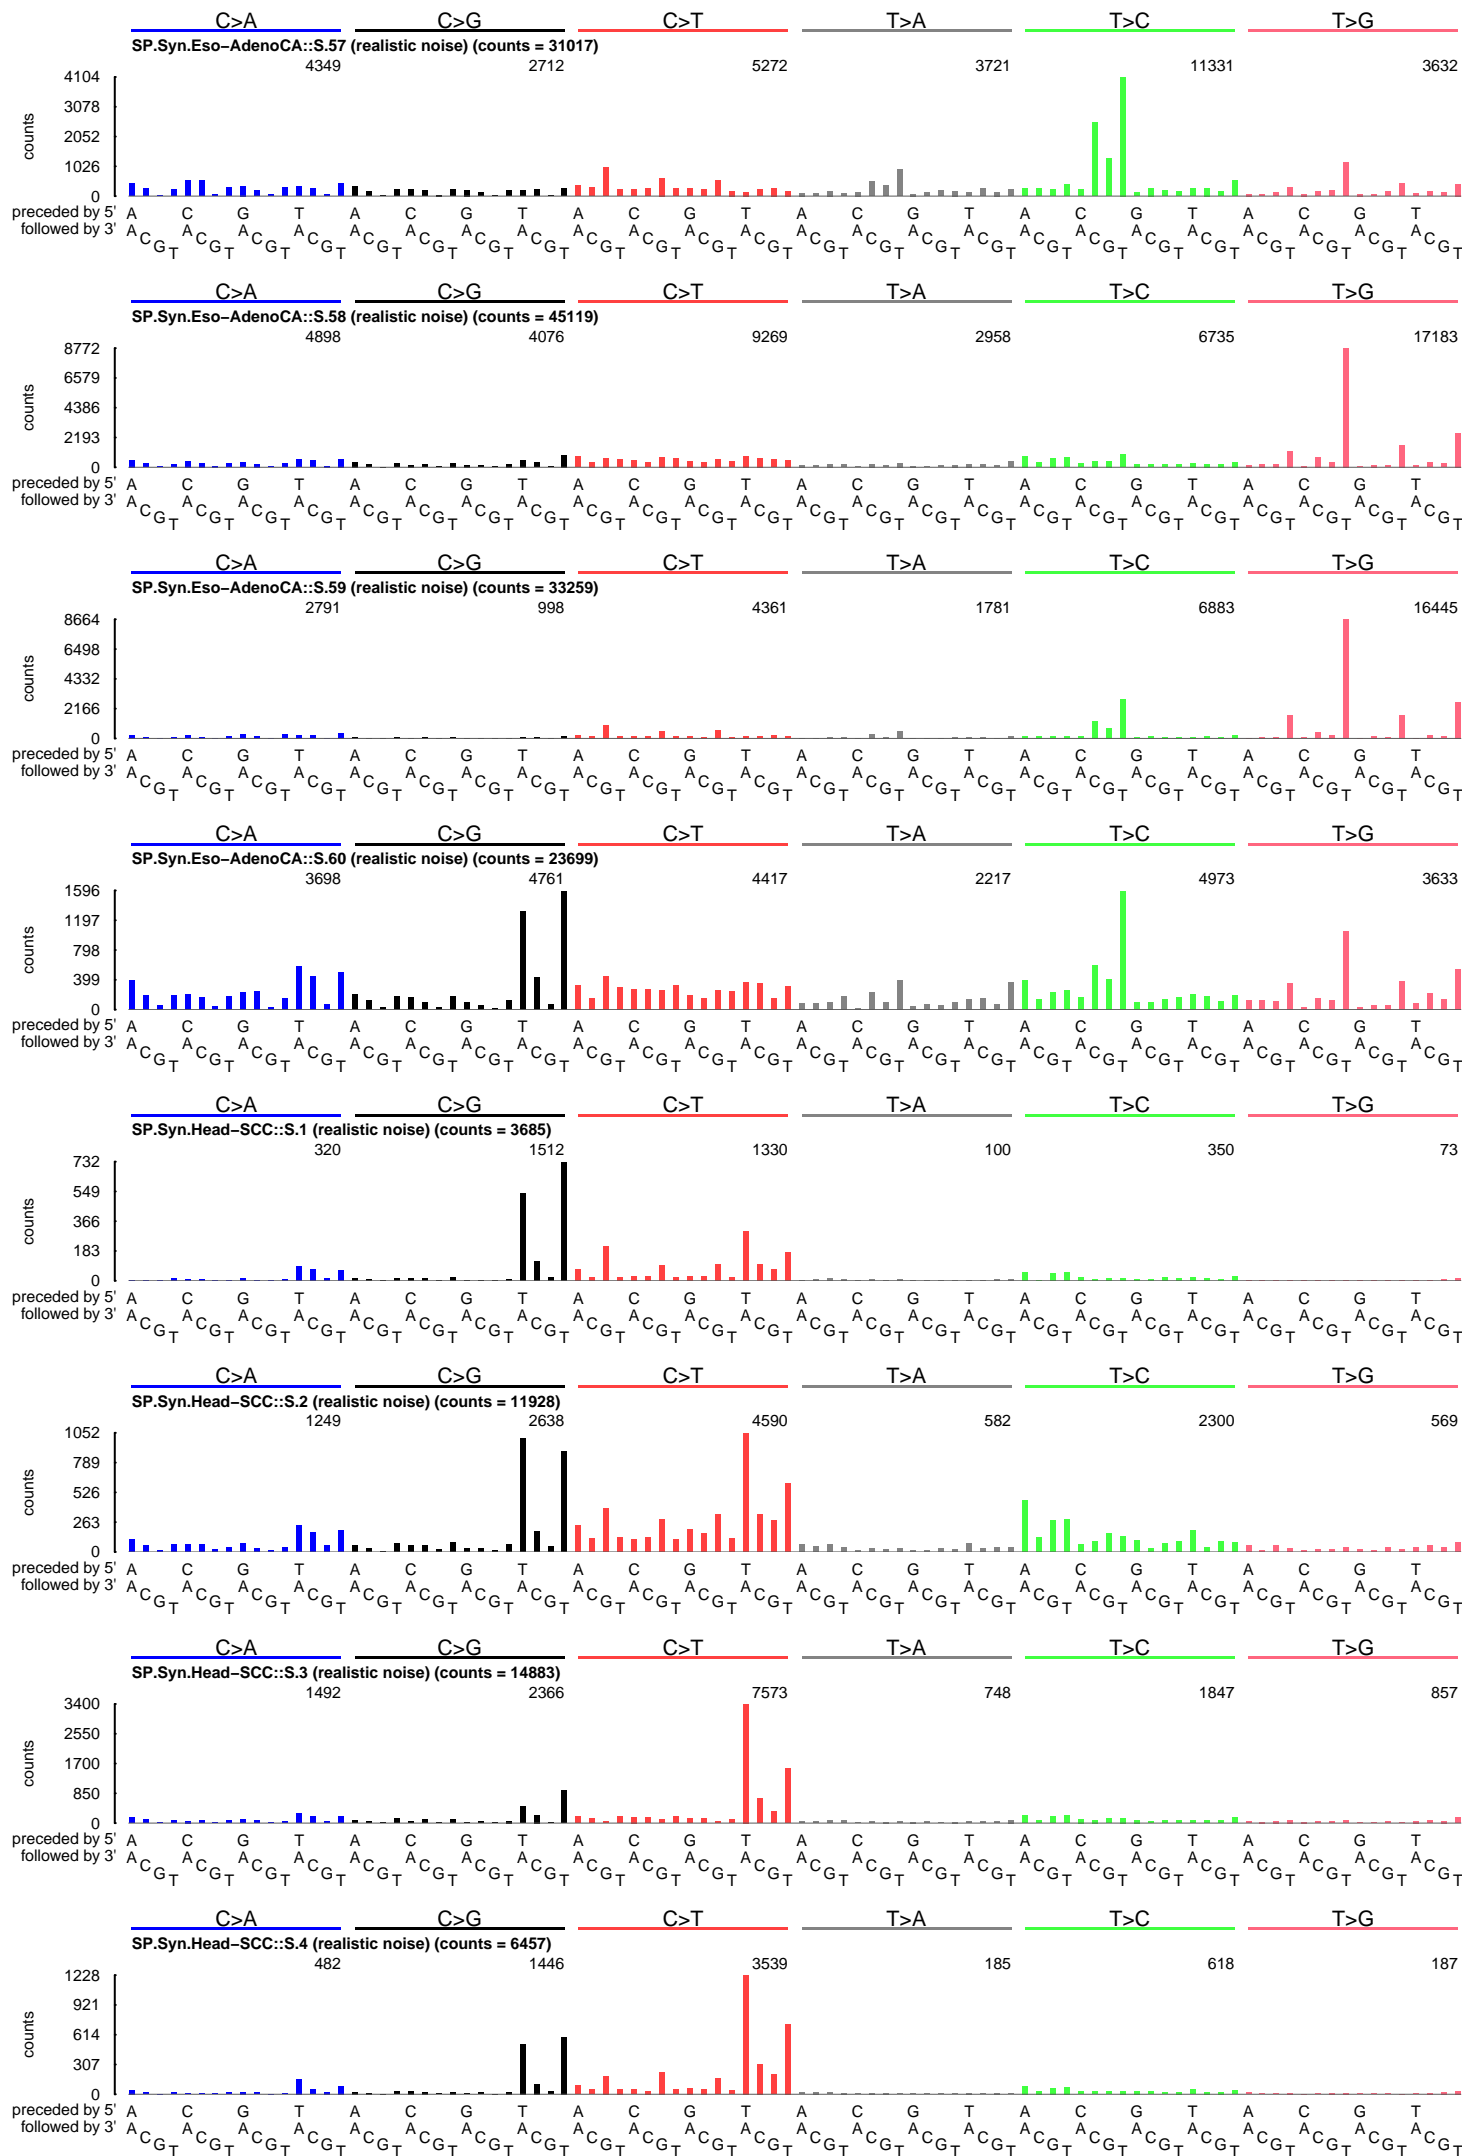 C>A C>G C>T T>A T>C T>G
SP.Syn.Eso−AdenoCA::S.57 (realistic noise) (counts = 31017)
4349 2712 5272 3721 11331 3632
4104
3078
2052
1026
0
counts
preceded by 5' A C G T A C G T A C G T A C G T A C G T A C G T
followed by 3' A C G T A C G T A C G T A C G T A C G T A C G T A C G T A C G T A C G T A C G T A C G T A C G T A C G T A C G T A C G T A C G T A C G T A C G T A C G T A C G T A C G T A C G T A C G T A C G T
C>A C>G C>T T>A T>C T>G
SP.Syn.Eso−AdenoCA::S.58 (realistic noise) (counts = 45119)
4898 4076 9269 2958 6735 17183
8772
6579
4386
2193
0
counts
preceded by 5' A C G T A C G T A C G T A C G T A C G T A C G T
followed by 3' A C G T A C G T A C G T A C G T A C G T A C G T A C G T A C G T A C G T A C G T A C G T A C G T A C G T A C G T A C G T A C G T A C G T A C G T A C G T A C G T A C G T A C G T A C G T A C G T
C>A C>G C>T T>A T>C T>G
SP.Syn.Eso−AdenoCA::S.59 (realistic noise) (counts = 33259)
2791 998 4361 1781 6883 16445
8664
6498
4332
2166
0
counts
preceded by 5' A C G T A C G T A C G T A C G T A C G T A C G T
followed by 3' A C G T A C G T A C G T A C G T A C G T A C G T A C G T A C G T A C G T A C G T A C G T A C G T A C G T A C G T A C G T A C G T A C G T A C G T A C G T A C G T A C G T A C G T A C G T A C G T
C>A C>G C>T T>A T>C T>G
SP.Syn.Eso−AdenoCA::S.60 (realistic noise) (counts = 23699)
3698 4761 4417 2217 4973 3633
1596
1197
798
399
0
counts
preceded by 5' A C G T A C G T A C G T A C G T A C G T A C G T
followed by 3' A C G T A C G T A C G T A C G T A C G T A C G T A C G T A C G T A C G T A C G T A C G T A C G T A C G T A C G T A C G T A C G T A C G T A C G T A C G T A C G T A C G T A C G T A C G T A C G T
C>A C>G C>T T>A T>C T>G
SP.Syn.Head−SCC::S.1 (realistic noise) (counts = 3685)
320 1512 1330 100 350 73
732
549
366
183
0
counts
preceded by 5' A C G T A C G T A C G T A C G T A C G T A C G T
followed by 3' A C G T A C G T A C G T A C G T A C G T A C G T A C G T A C G T A C G T A C G T A C G T A C G T A C G T A C G T A C G T A C G T A C G T A C G T A C G T A C G T A C G T A C G T A C G T A C G T
C>A C>G C>T T>A T>C T>G
SP.Syn.Head−SCC::S.2 (realistic noise) (counts = 11928)
1249 2638 4590 582 2300 569
1052
789
526
263
0
counts
preceded by 5' A C G T A C G T A C G T A C G T A C G T A C G T
followed by 3' A C G T A C G T A C G T A C G T A C G T A C G T A C G T A C G T A C G T A C G T A C G T A C G T A C G T A C G T A C G T A C G T A C G T A C G T A C G T A C G T A C G T A C G T A C G T A C G T
C>A C>G C>T T>A T>C T>G
SP.Syn.Head−SCC::S.3 (realistic noise) (counts = 14883)
1492 2366 7573 748 1847 857
3400
2550
1700
850
0
counts
preceded by 5' A C G T A C G T A C G T A C G T A C G T A C G T
followed by 3' A C G T A C G T A C G T A C G T A C G T A C G T A C G T A C G T A C G T A C G T A C G T A C G T A C G T A C G T A C G T A C G T A C G T A C G T A C G T A C G T A C G T A C G T A C G T A C G T
C>A C>G C>T T>A T>C T>G
SP.Syn.Head−SCC::S.4 (realistic noise) (counts = 6457)
482 1446 3539 185 618 187
1228
921
614
307
0
counts
preceded by 5' A C G T A C G T A C G T A C G T A C G T A C G T
followed by 3' A C G T A C G T A C G T A C G T A C G T A C G T A C G T A C G T A C G T A C G T A C G T A C G T A C G T A C G T A C G T A C G T A C G T A C G T A C G T A C G T A C G T A C G T A C G T A C G T